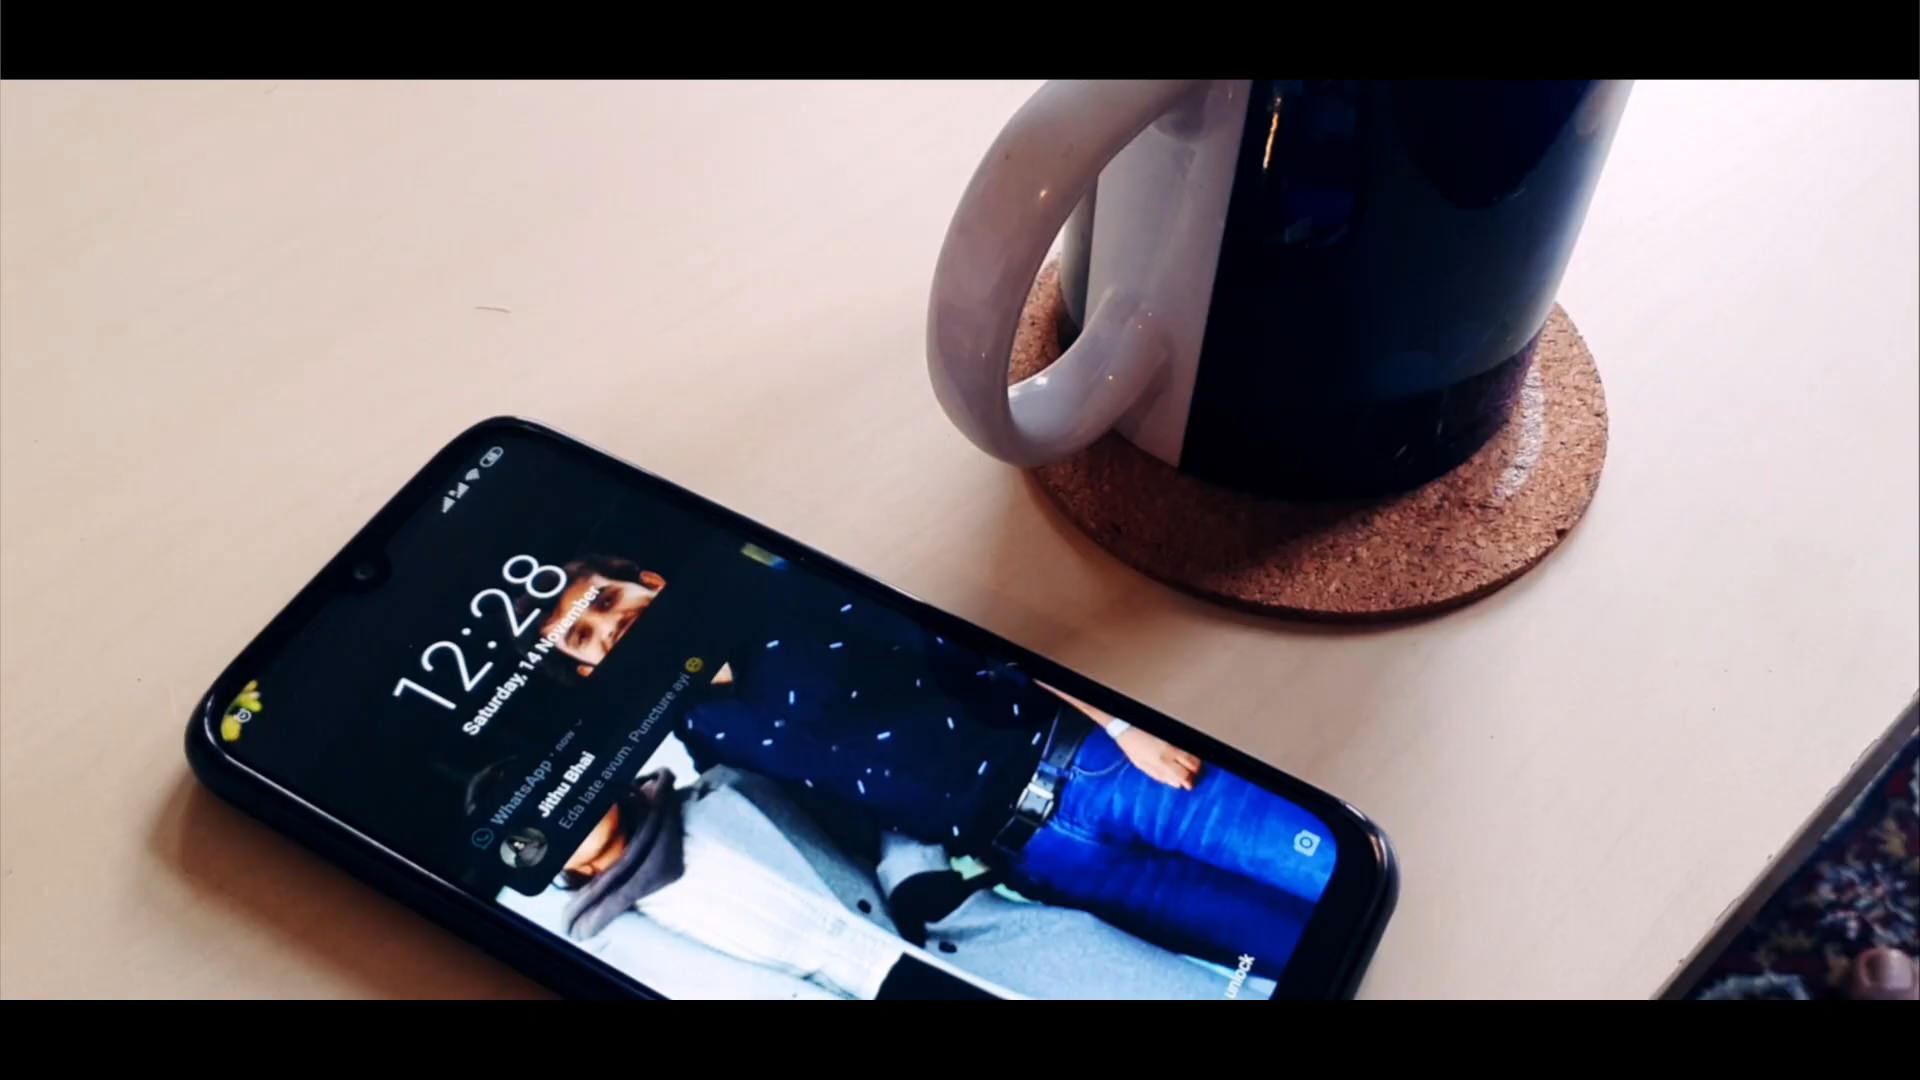 12:28
Saturday, 14 November
WhatsApp · now
Jithu Bhai
Eda late avum. Puncture ayi ☹
unlock